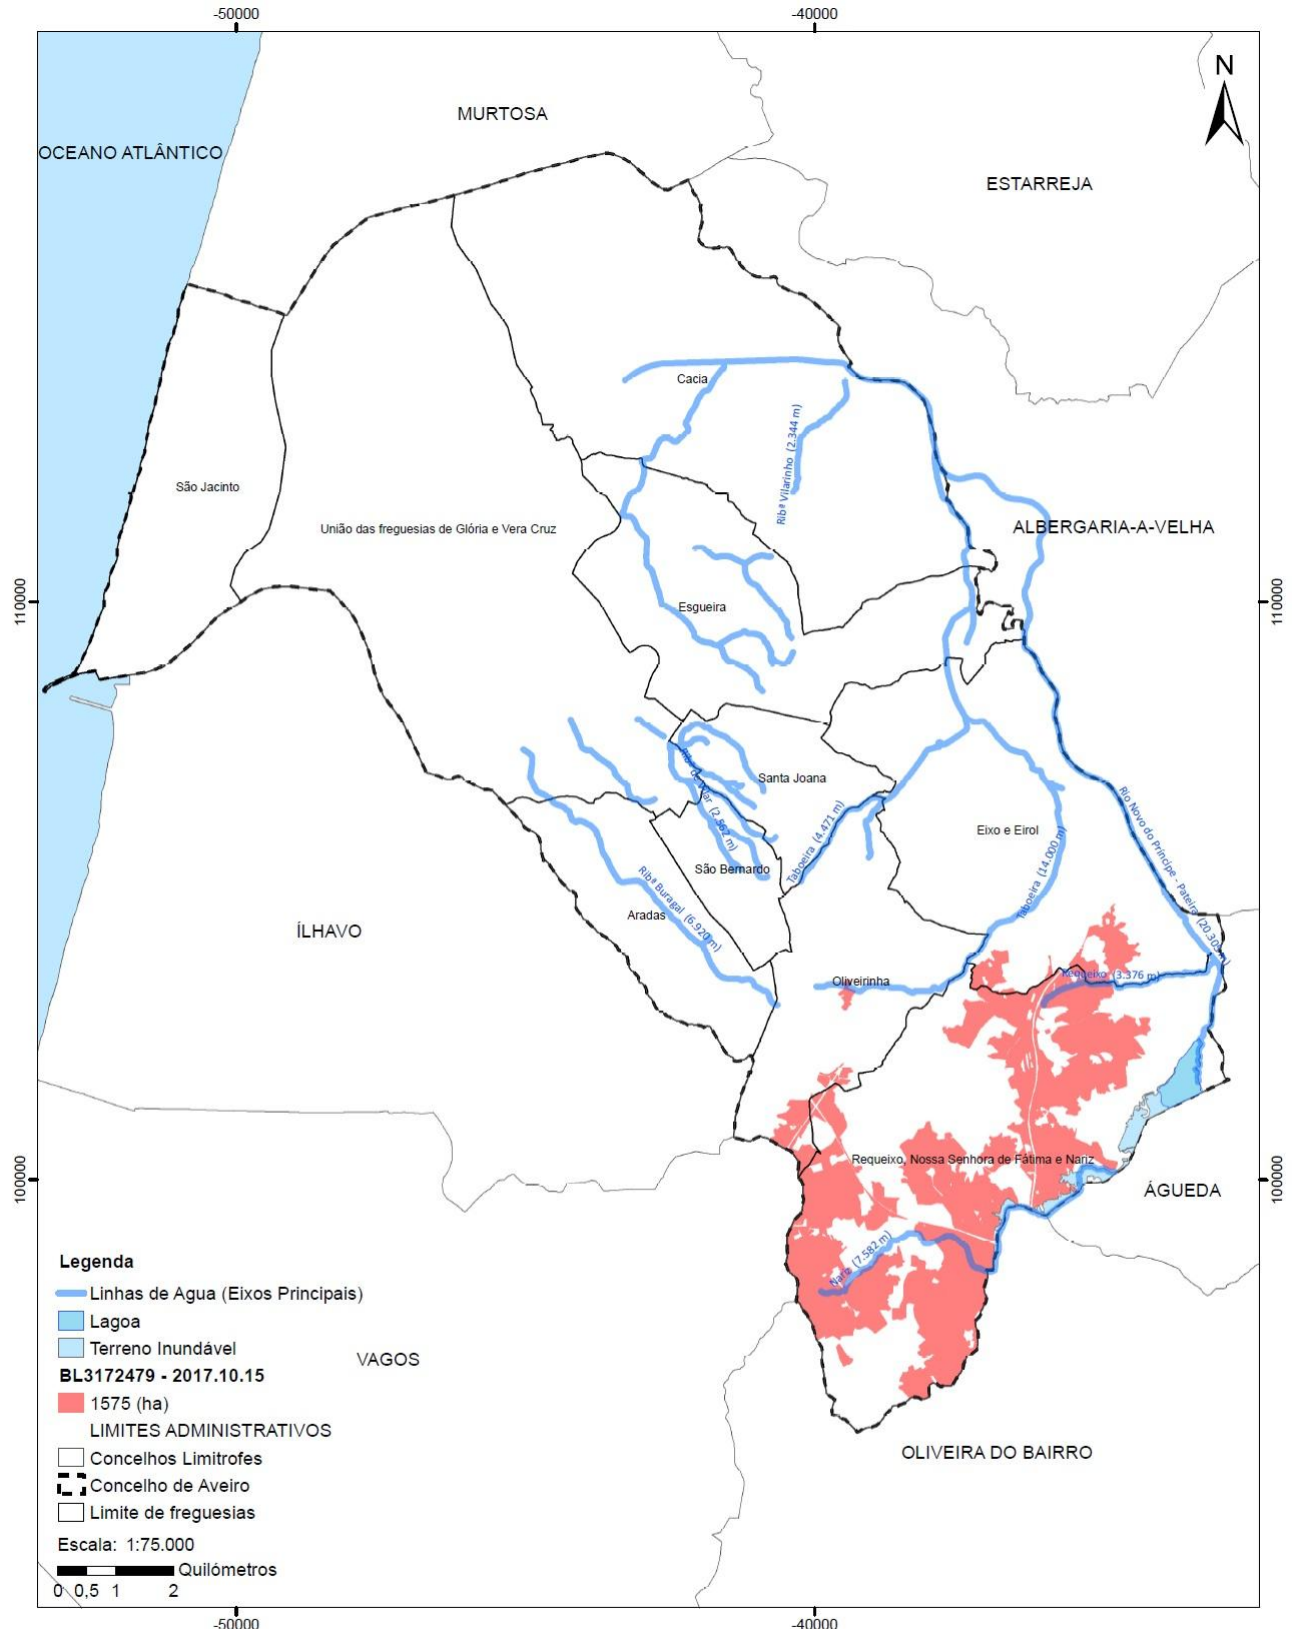 -50000
-40000
N
MURTOSA
OCEANO ATLÂNTICO
ESTARREJA
Cacia
Ribª Vilarinho (2.344 m)
São Jacinto
União das freguesias de Glória e Vera Cruz
ALBERGARIA-A-VELHA
110000
110000
Esgueira
Santa Joana
(2.562 m)
Taboeira (4.471 m)
Eixo e Eirol
Rio Novo do Príncipe - Pateira (20.305 m)
São Bernardo
Taboeira (14.000 m)
Ribª Buragal (6.920 m)
Aradas
ÍLHAVO
Oliveirinha
Requeixo (3.376 m)
Requeixo, Nossa Senhora de Fátima e Nariz
100000
100000
ÁGUEDA
Nariz (7.582 m)
Legenda
Linhas de Agua (Eixos Principais)
Lagoa
Terreno Inundável
BL3172479 - 2017.10.15
1575 (ha)
LIMITES ADMINISTRATIVOS
Concelhos Limitrofes
Concelho de Aveiro
Limite de freguesias
Escala: 1:75.000
Quilómetros
0 0,5 1 2
VAGOS
OLIVEIRA DO BAIRRO
-50000
-40000